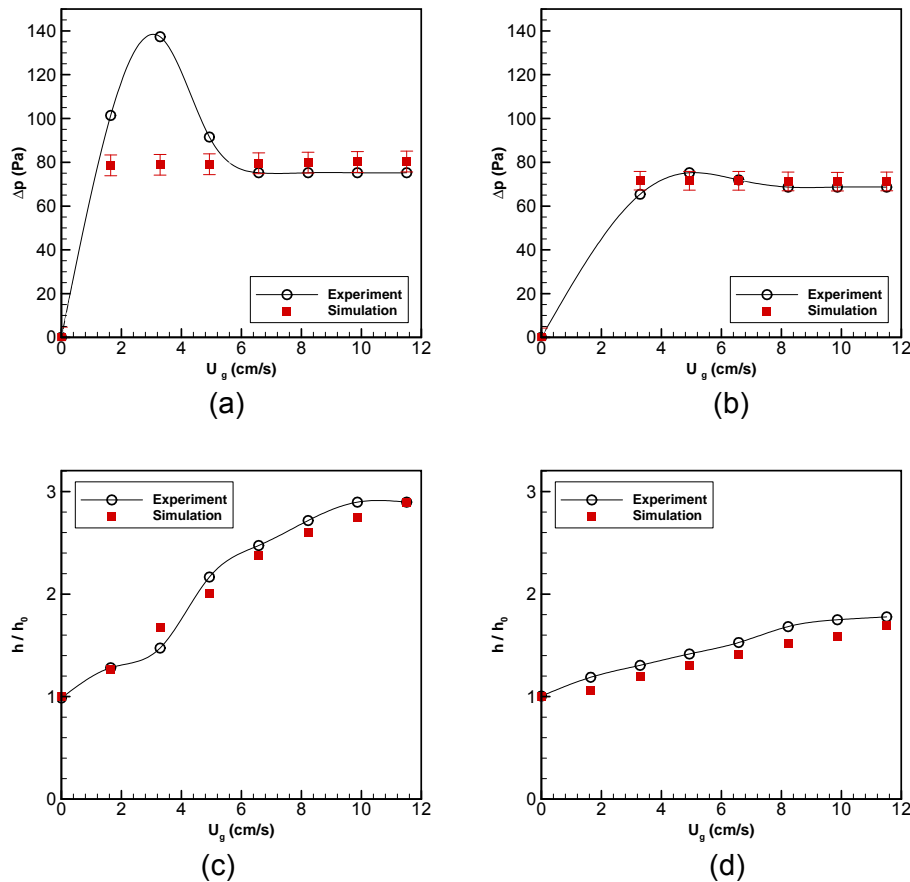 140
120
100
80
60
40
20
0
Δp (Pa)
0 2 4 6 8 10 12
U g (cm/s)
Experiment
Simulation
(a)
140
120
100
80
60
40
20
0
Δp (Pa)
0 2 4 6 8 10 12
U g (cm/s)
Experiment
Simulation
(b)
3
2
1
0
h / h0
0 2 4 6 8 10 12
U g (cm/s)
Experiment
Simulation
(c)
3
2
1
0
h / h0
0 2 4 6 8 10 12
U g (cm/s)
Experiment
Simulation
(d)